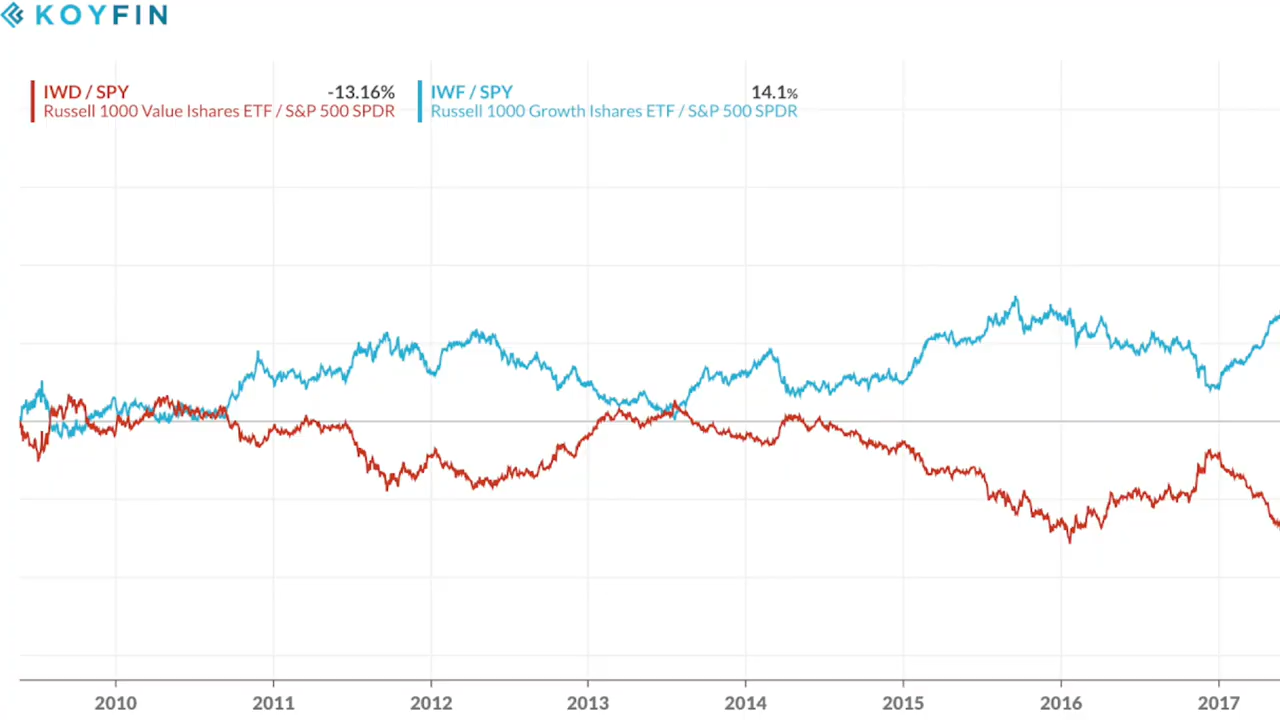 KOYFIN
IWD / SPY -13.16% IWF / SPY 14.1%
Russell 1000 Value Ishares ETF / S&P 500 SPDR Russell 1000 Growth Ishares ETF / S&P 500 SPDR
2010 2011 2012 2013 2014 2015 2016 2017